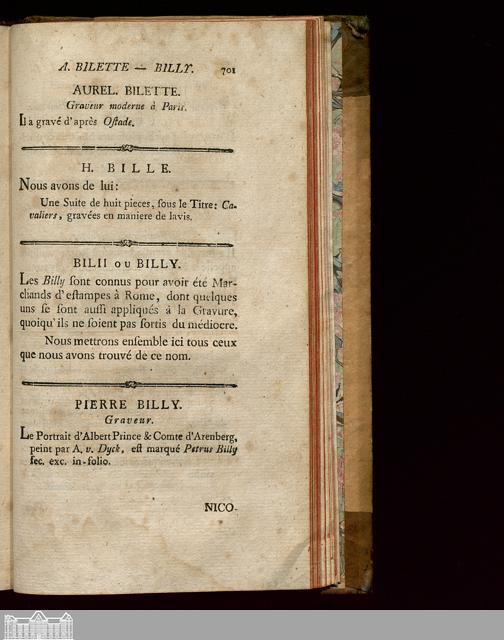 A. BILETTE — BILLY. 701
AUREL. BILETTE.
Graveur moderne à Paris.
Il a gravé d'après Oſtade.
H. BILLE.
Nous avons de lui:
Une Suite de huit pieces, ſous le Titre: Ca-
valiers, gravées en maniere de lavis.
BILII OU BILLY.
Les Billy ſont connus pour avoir été Mar-
chands d'eſtampes à Rome, dont quelques
uns ſe ſont auſſi appliqués à la Gravure,
quoiqu'ils ne ſoient pas ſortis du médiocre.
Nous mettrons enſemble ici tous ceux
que nous avons trouvé de ce nom.
PIERRE BILLY.
Graveur.
Le Portrait d'Albert Prince & Comte d'Arenberg,
peint par A. v. Dyck, eſt marqué Petrus Billy
ſec. exc. in-folio.
NICO-